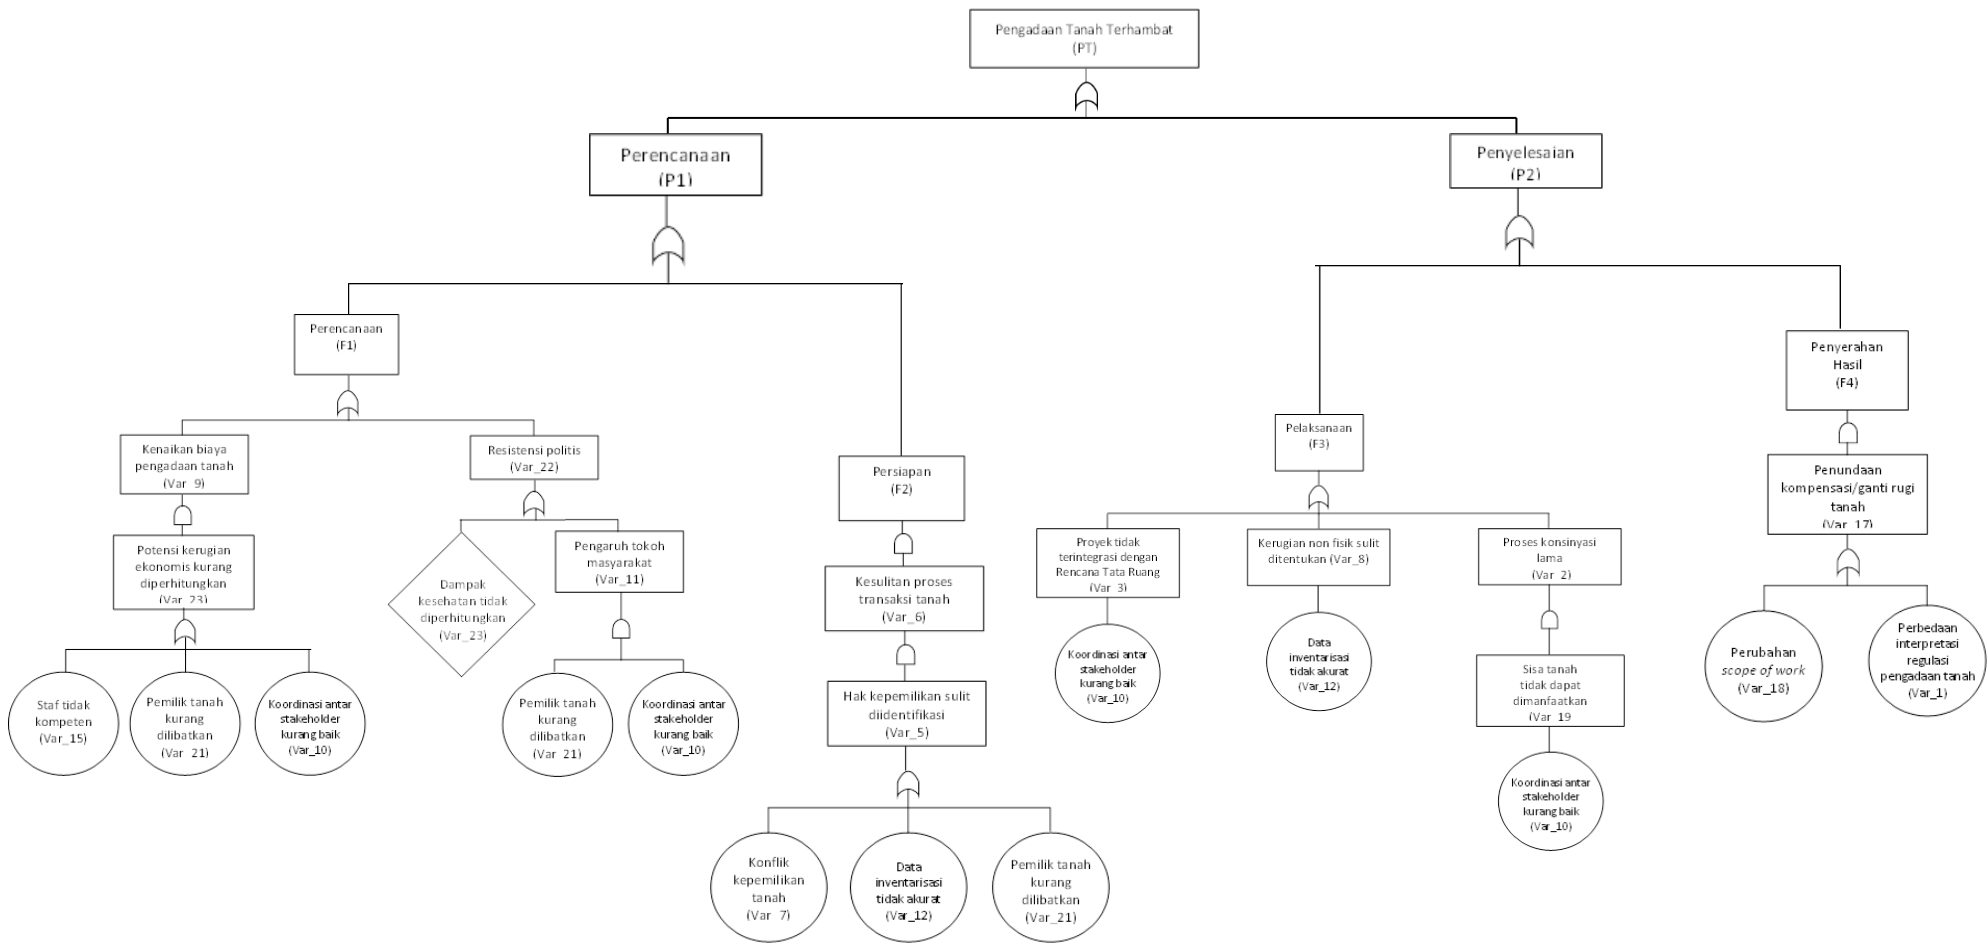 Pengadaan Tanah Terhambat
(PT)
Perencanaan
(P1)
Penyelesaian
(P2)
Perencanaan
(F1)
Penyerahan
Hasil
(F4)
Kenaikan biaya
pengadaan tanah
(Var_9)
Resistensi politis
(Var_22)
Persiapan
(F2)
Pelaksanaan
(F3)
Penundaan
kompensasi/ganti rugi
tanah
(Var_17)
Potensi kerugian
ekonomis kurang
diperhitungkan
(Var_23)
Dampak
kesehatan tidak
diperhitungkan
(Var_23)
Pengaruh tokoh
masyarakat
(Var_11)
Kesulitan proses
transaksi tanah
(Var_6)
Proyek tidak
terintegrasi dengan
Rencana Tata Ruang
(Var_3)
Kerugian non fisik sulit
ditentukan (Var_8)
Proses konsinyasi
lama
(Var_2)
Staf tidak
kompeten
(Var_15)
Pemilik tanah
kurang
dilibatkan
(Var_21)
Koordinasi antar
stakeholder
kurang baik
(Var_10)
Pemilik tanah
kurang
dilibatkan
(Var_21)
Koordinasi antar
stakeholder
kurang baik
(Var_10)
Hak kepemilikan sulit
diidentifikasi
(Var_5)
Koordinasi antar
stakeholder
kurang baik
(Var_10)
Data
inventarisasi
tidak akurat
(Var_12)
Sisa tanah
tidak dapat
dimanfaatkan
(Var_19
Perubahan
scope of work
(Var_18)
Perbedaan
interpretasi
regulasi
pengadaan tanah
(Var_1)
Konflik
kepemilikan
tanah
(Var_7)
Data
inventarisasi
tidak akurat
(Var_12)
Pemilik tanah
kurang
dilibatkan
(Var_21)
Koordinasi antar
stakeholder
kurang baik
(Var_10)